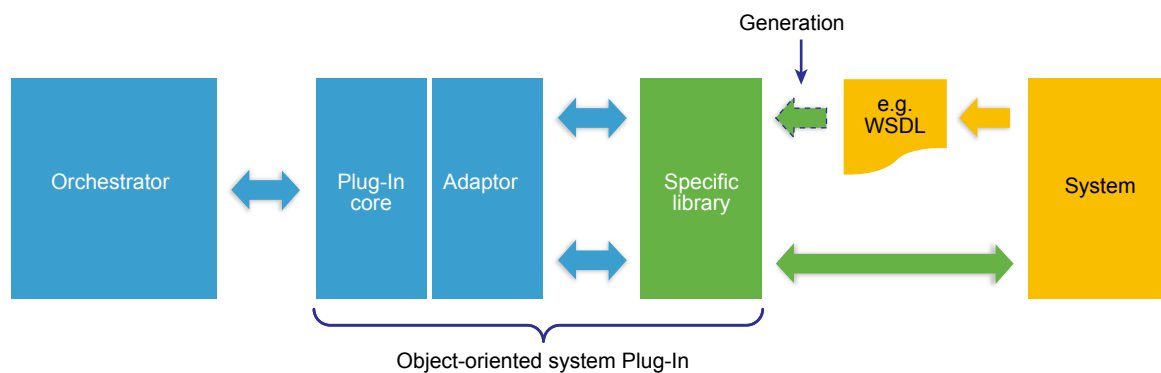 Generation
Orchestrator
Plug-In
core
Adaptor
Specific
library
e.g.
WSDL
System
Object-oriented system Plug-In